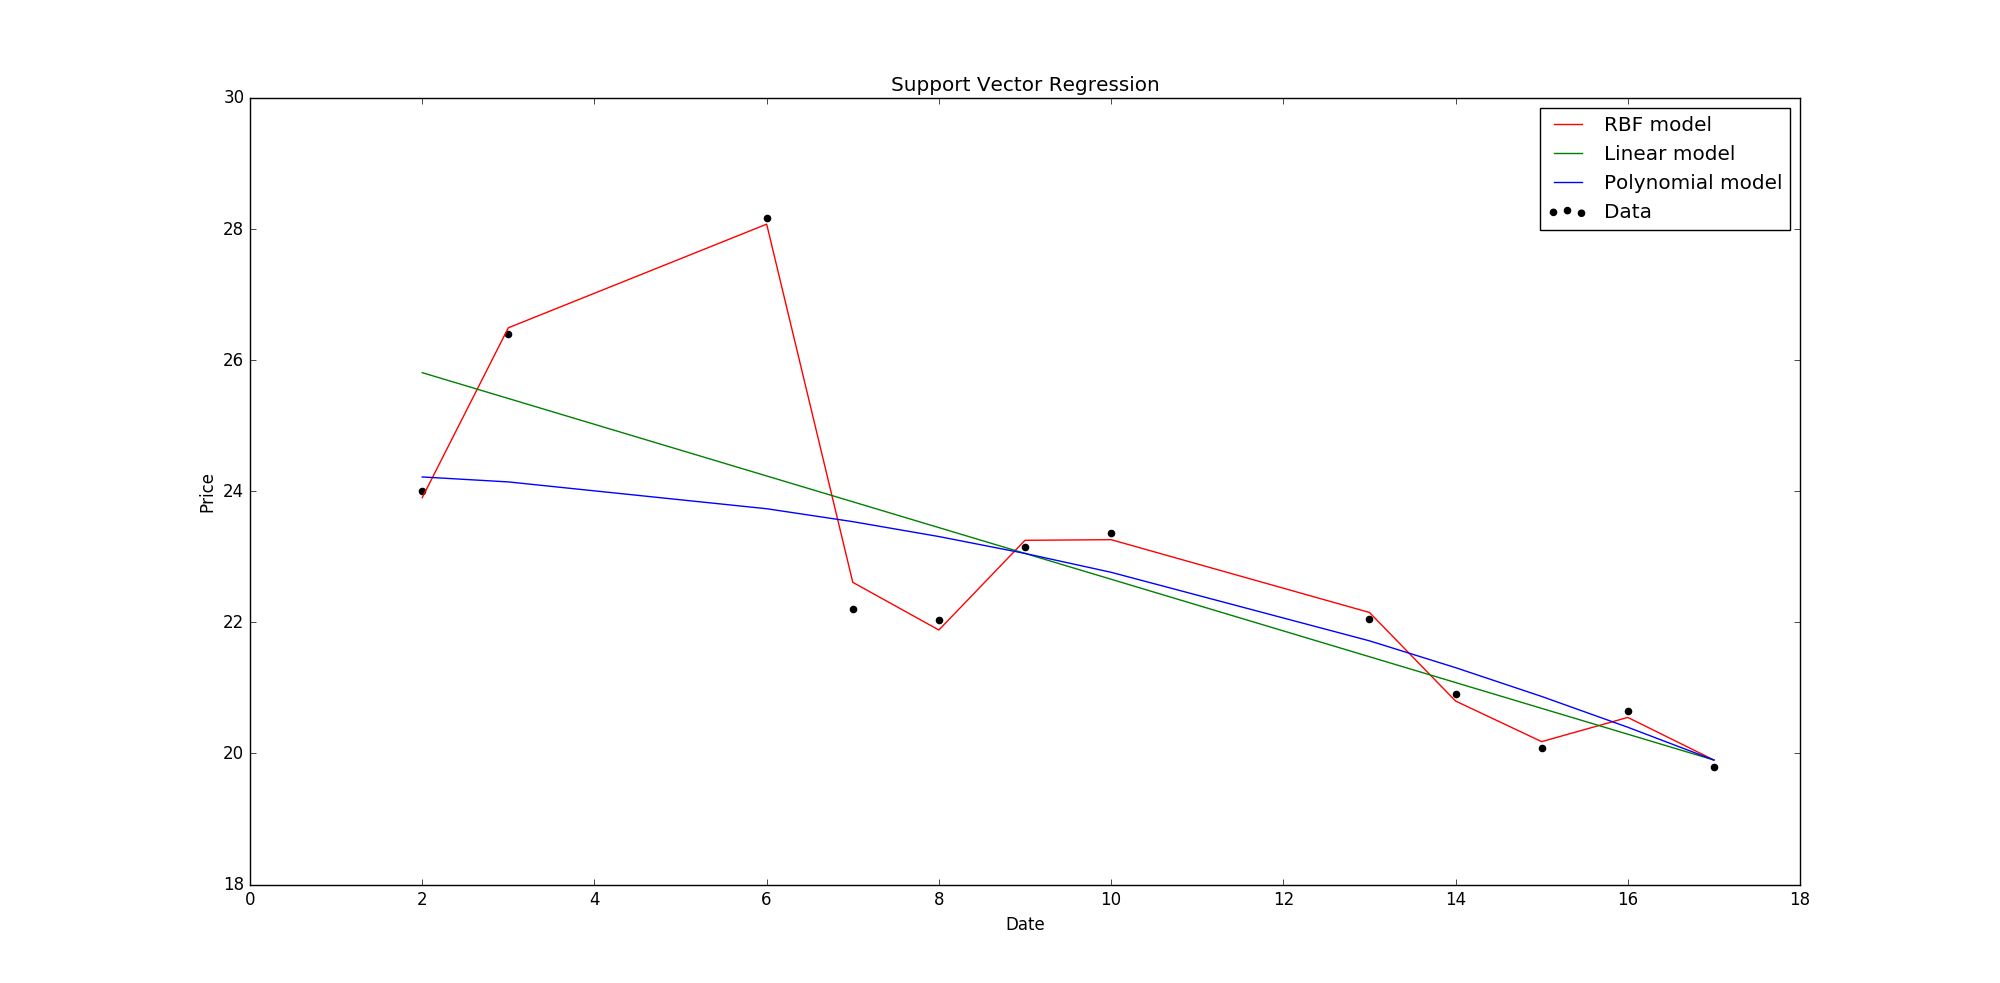 Support Vector Regression
30
28
26
24
22
20
18
Price
RBF model
Linear model
Polynomial model
Data
0 2 4 6 8 10 12 14 16 18
Date